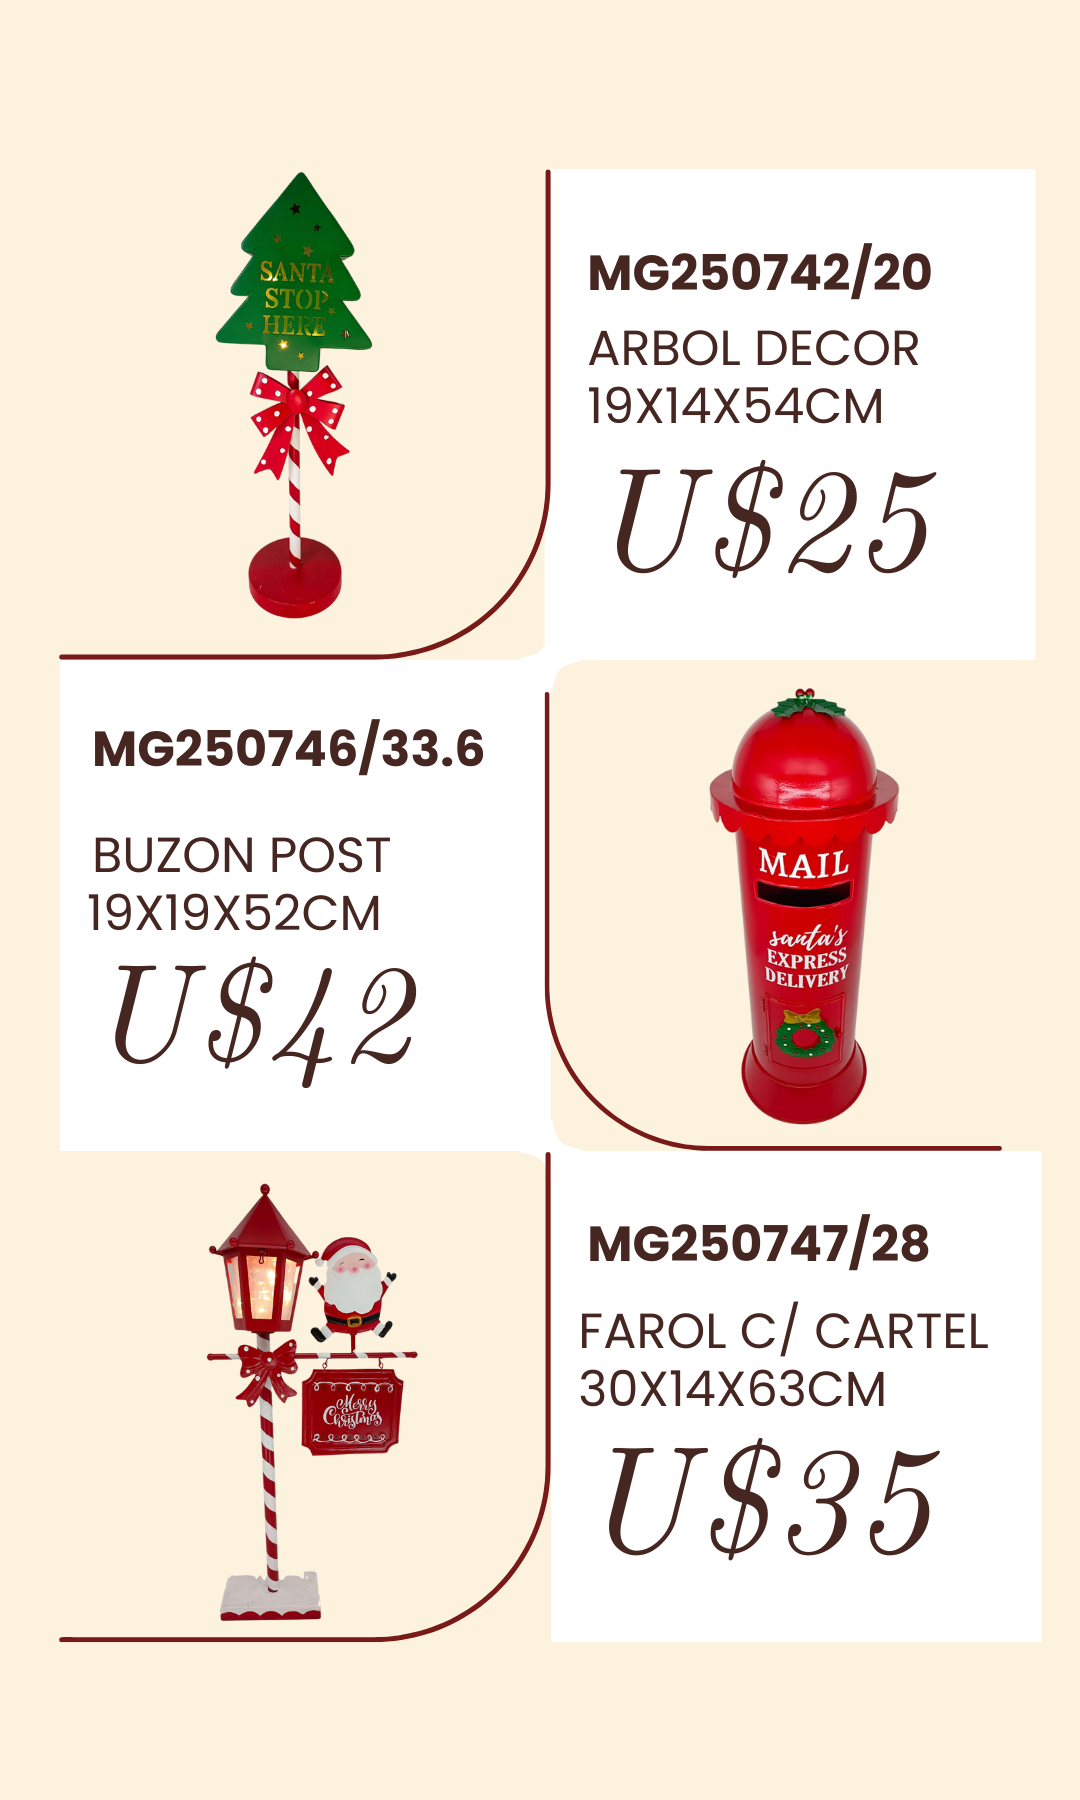 SANTA
STOP
HERE
MG250742/20
ARBOL DECOR
19X14X54CM
U$25
MG250746/33.6
BUZON POST
19X19X52CM
U$42
MAIL
santa's
EXPRESS
DELIVERY
Merry
Christmas
MG250747/28
FAROL C/ CARTEL
30X14X63CM
U$35